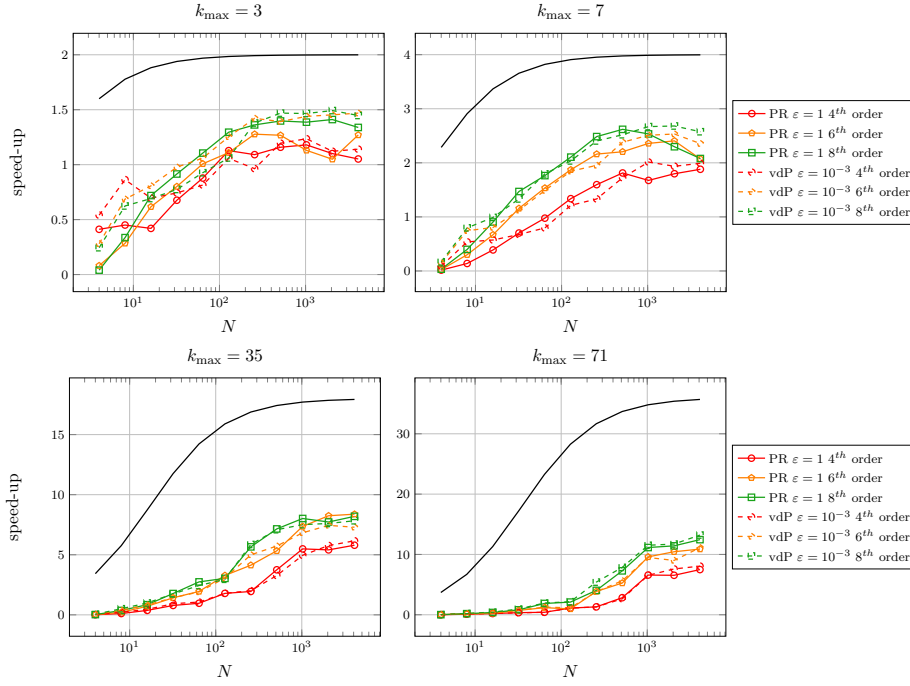 k_max = 3
k_max = 7
2
1.5
1
0.5
0
speed-up
10^1
10^2
10^3
N
4
3
2
1
0
10^1
10^2
10^3
N
PR ε = 1 4^th order
PR ε = 1 6^th order
PR ε = 1 8^th order
vdP ε = 10^−3 4^th order
vdP ε = 10^−3 6^th order
vdP ε = 10^−3 8^th order
k_max = 35
k_max = 71
15
10
5
0
speed-up
10^1
10^2
10^3
N
30
20
10
0
10^1
10^2
10^3
N
PR ε = 1 4^th order
PR ε = 1 6^th order
PR ε = 1 8^th order
vdP ε = 10^−3 4^th order
vdP ε = 10^−3 6^th order
vdP ε = 10^−3 8^th order